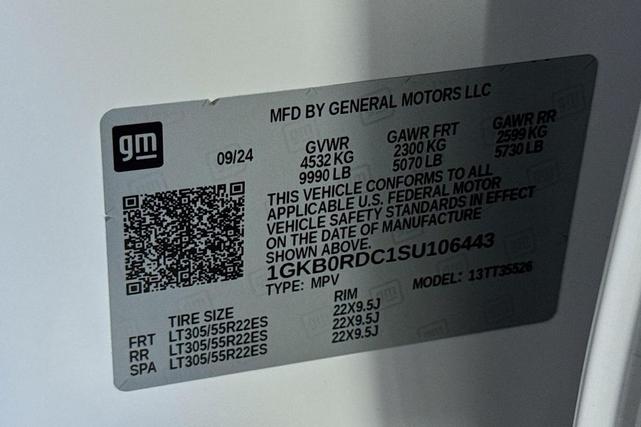 MFD BY GENERAL MOTORS LLC
gm
09/24
GVWR
4532 KG
9990 LB
GAWR FRT
2300 KG
5070 LB
GAWR RR
2599 KG
5730 LB
THIS VEHICLE CONFORMS TO ALL
APPLICABLE U.S. FEDERAL MOTOR
VEHICLE SAFETY STANDARDS IN EFFECT
ON THE DATE OF MANUFACTURE
SHOWN ABOVE.
1GKB0RDC1SU106443
TYPE: MPV
MODEL: 13TT35526
TIRE SIZE
RIM
FRT LT305/55R22ES 22X9.5J
RR LT305/55R22ES 22X9.5J
SPA LT305/55R22ES 22X9.5J